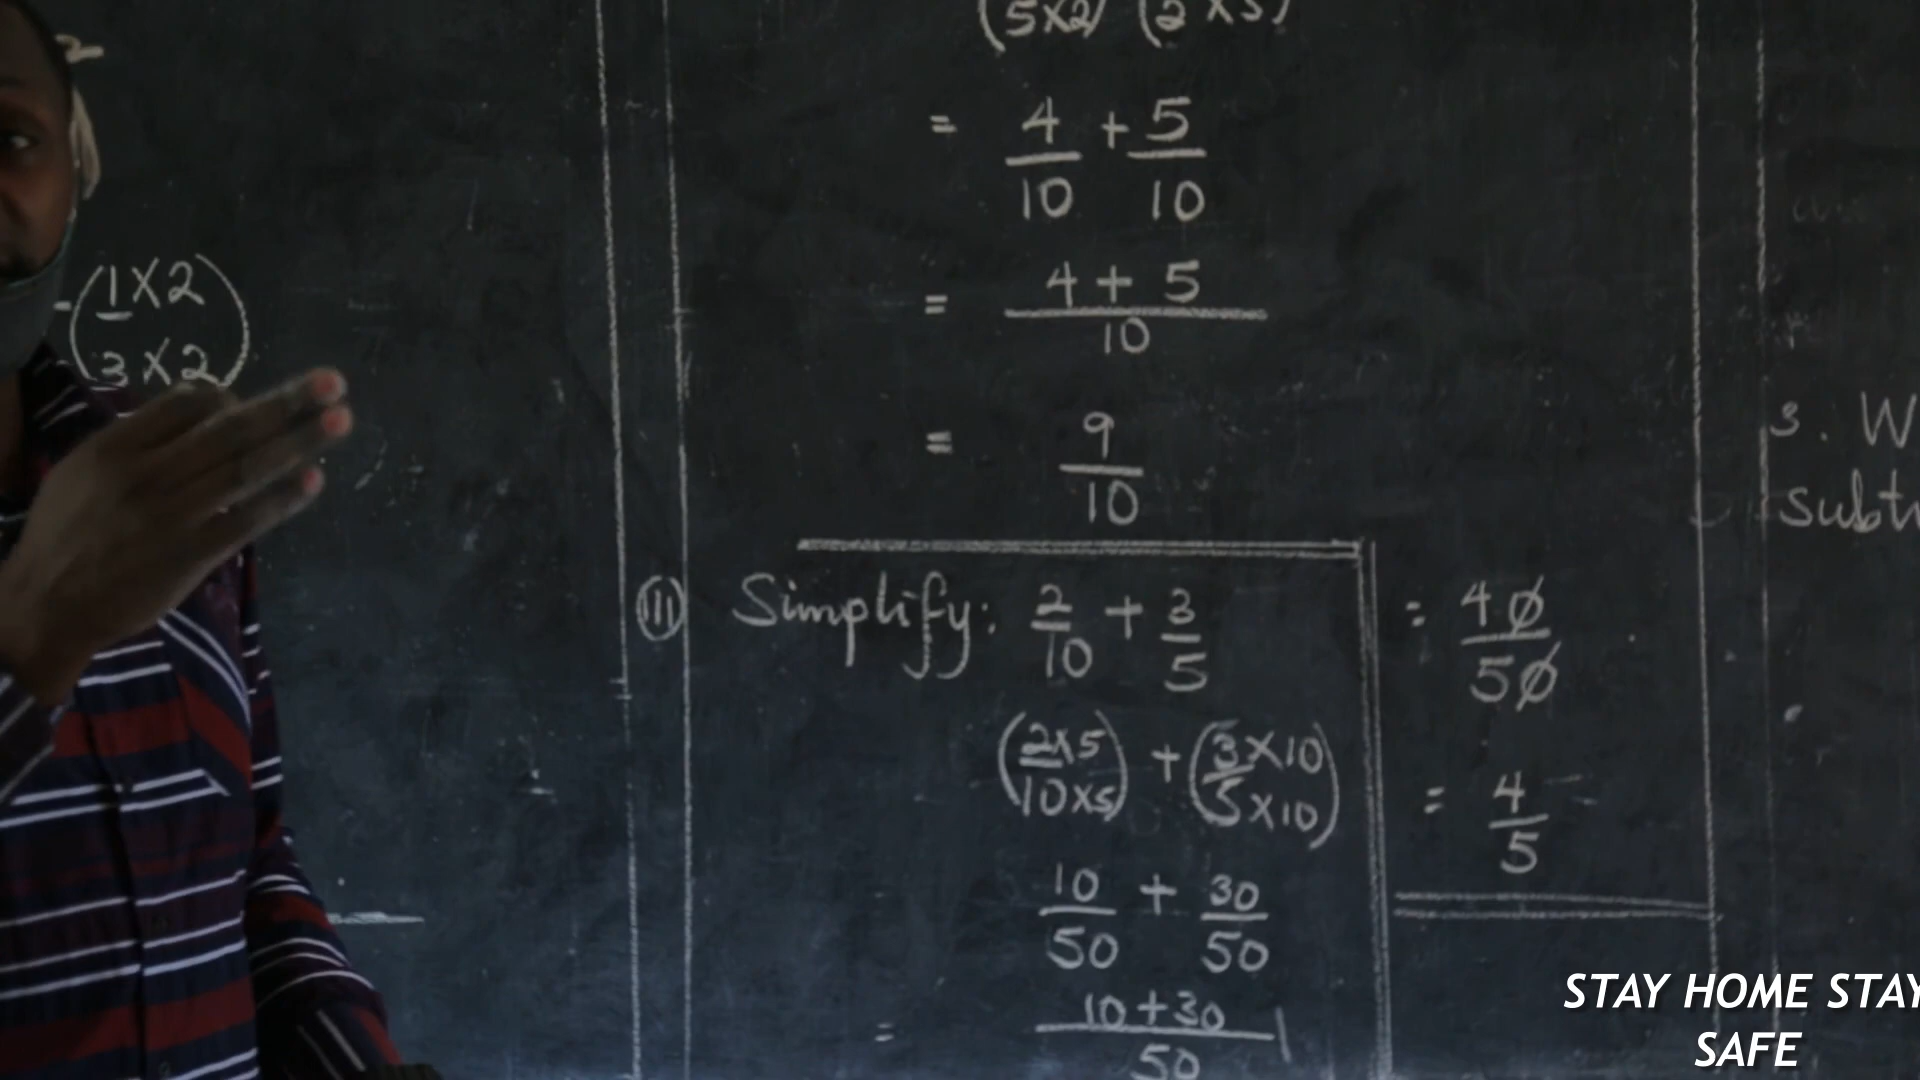 2
-(1X2
3X2)
(5X2) (2X5)
= 4/10 + 5/10
= 4 + 5
10
= 9/10
(III) Simplify: 2/10 + 3/5
(2x5/10x5) + (3X10/5X10)
10/50 + 30/50
= 10+30
50
= 40/50
= 4/5
3. W
subtr
STAY HOME STAY
SAFE